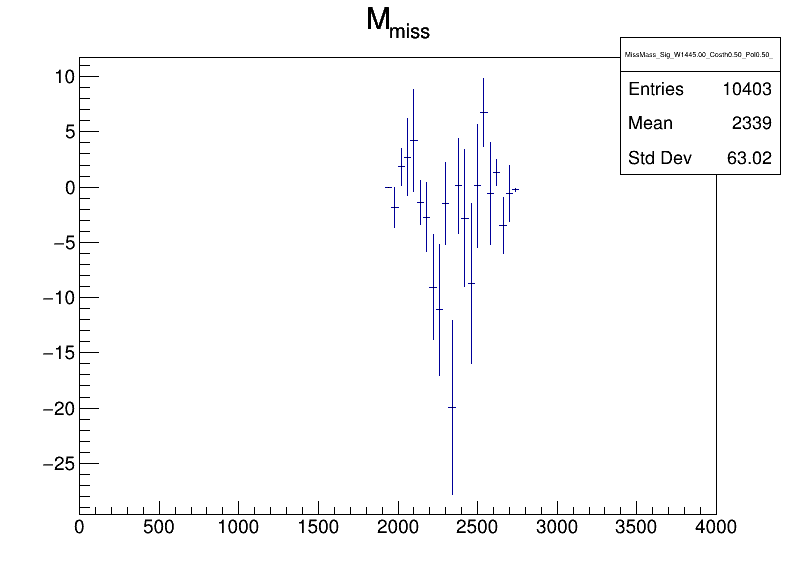 M_miss
MissMass_Sig_W1445.00_Costh0.50_Pol0.50_
Entries 10403
Mean 2339
Std Dev 63.02
10
5
0
−5
−10
−15
−20
−25
0 500 1000 1500 2000 2500 3000 3500 4000